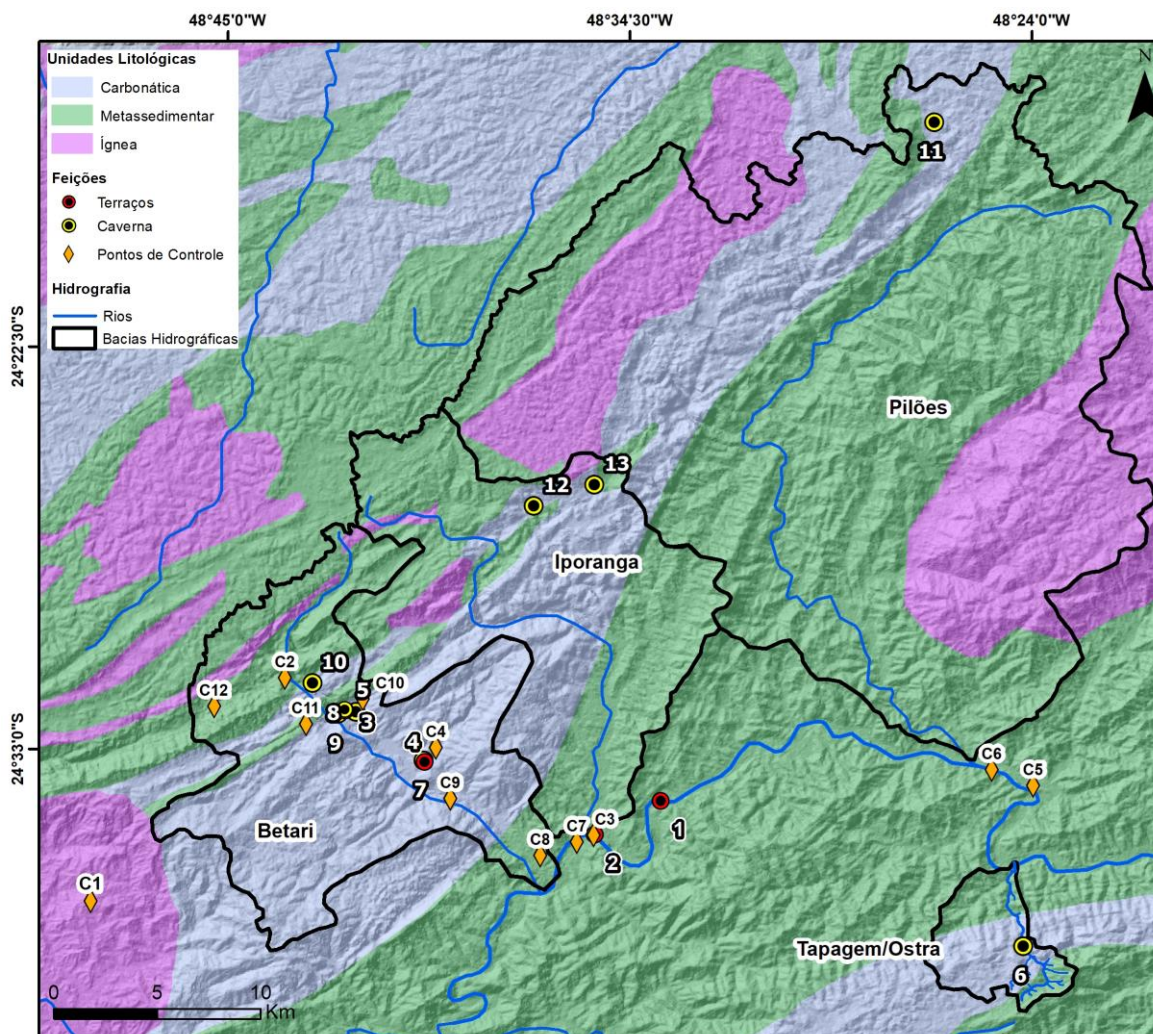 48°45'0"W
48°34'30"W
48°24'0"W
24°22'30"S
24°33'0"S
N
Unidades Litológicas
Carbonática
Metassedimentar
Ígnea
Feições
Terraços
Caverna
Pontos de Controle
Hidrografia
Rios
Bacias Hidrográficas
11
Pilões
13
12
Iporanga
C2
10
5
C10
C12
C11
8
3
9
4
C4
C6
C5
7
C9
1
Betari
C7
C3
C8
2
C1
Tapagem/Ostra
6
0
5
10
Km